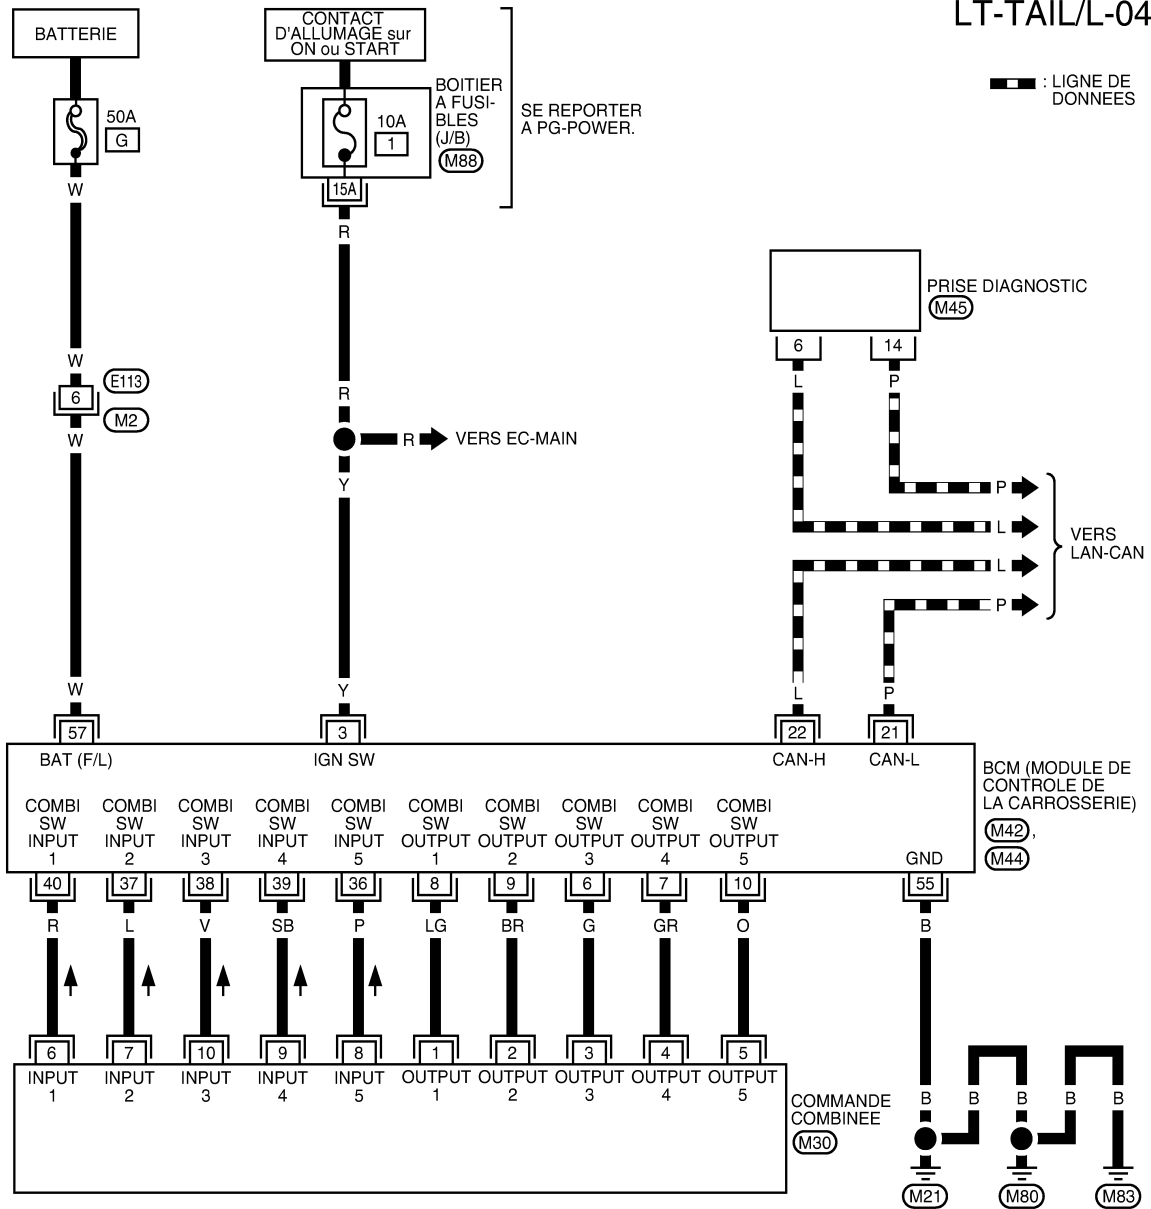 LT-TAIL/L-04
BATTERIE
CONTACT
D'ALLUMAGE sur
ON ou START
: LIGNE DE
DONNEES
50A
G
10A
1
BOITIER
A FUSI-
BLES
(J/B)
M88
SE REPORTER
A PG-POWER.
15A
W
R
PRISE DIAGNOSTIC
M45
6
14
W
L
P
6
E113
M2
R
W
R
VERS EC-MAIN
Y
P
L
L
P
VERS
LAN-CAN
W
Y
L
P
57
3
22
21
BAT (F/L)
IGN SW
CAN-H
CAN-L
BCM (MODULE DE
CONTROLE DE
LA CARROSSERIE)
M42 ,
M44
COMBI COMBI COMBI COMBI COMBI COMBI COMBI COMBI COMBI COMBI
SW SW SW SW SW SW SW SW SW SW
INPUT INPUT INPUT INPUT INPUT OUTPUT OUTPUT OUTPUT OUTPUT OUTPUT
1 2 3 4 5 1 2 3 4 5
GND
40 37 38 39 36 8 9 6 7 10 55
R L V SB P LG BR G GR O B
6 7 10 9 8 1 2 3 4 5
INPUT INPUT INPUT INPUT INPUT OUTPUT OUTPUT OUTPUT OUTPUT OUTPUT
1 2 3 4 5 1 2 3 4 5
COMMANDE
COMBINEE
M30
B B B B B
M21 M80 M83